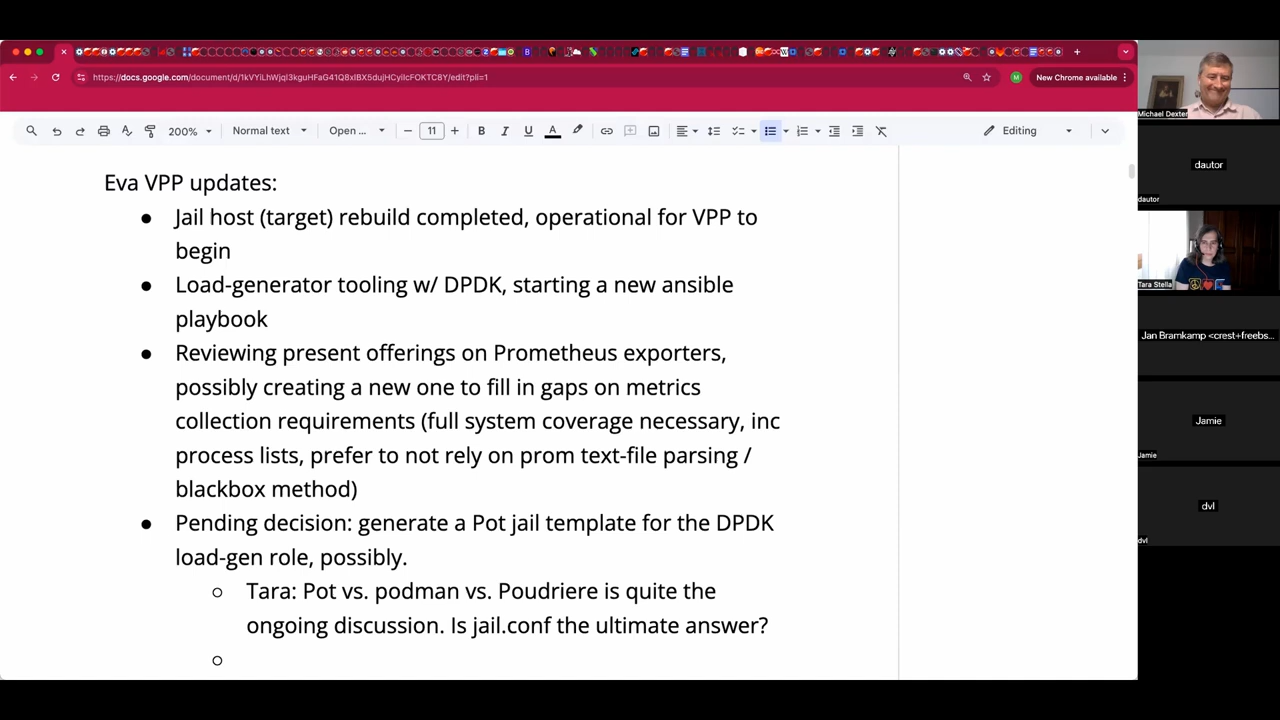 https://docs.google.com/document/d/1kVYiLhWjqI3kguHFaG41Q8xIBX5dujHCyiIcFOKTC8Y/edit?pli=1
M
New Chrome available
200%
Normal text
Open ...
11
B
I
U
A
Editing
Eva VPP updates:
● Jail host (target) rebuild completed, operational for VPP to
begin
● Load-generator tooling w/ DPDK, starting a new ansible
playbook
● Reviewing present offerings on Prometheus exporters,
possibly creating a new one to fill in gaps on metrics
collection requirements (full system coverage necessary, inc
process lists, prefer to not rely on prom text-file parsing /
blackbox method)
● Pending decision: generate a Pot jail template for the DPDK
load-gen role, possibly.
○ Tara: Pot vs. podman vs. Poudriere is quite the
ongoing discussion. Is jail.conf the ultimate answer?
○
Michael Dexter
dautor
dautor
Tara Stella
Jan Bramkamp <crest+freebs...
Jamie
Jamie
dvl
dvl